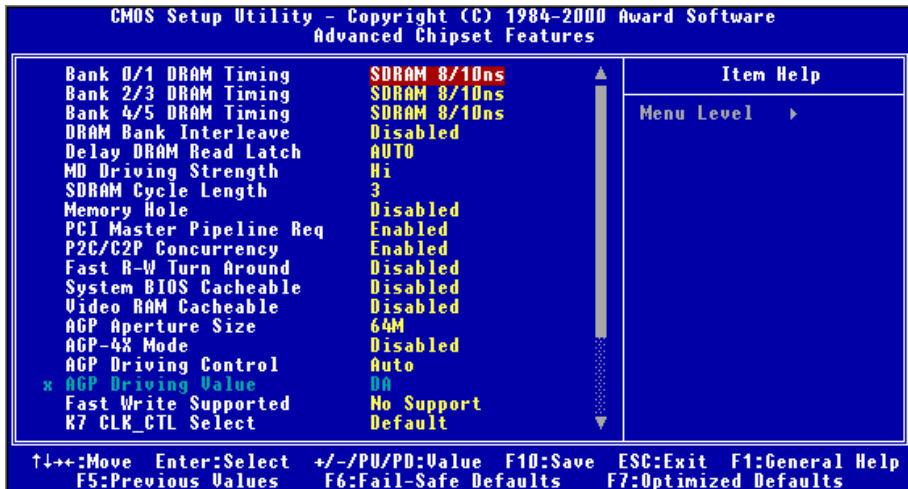 CMOS Setup Utility - Copyright (C) 1984-2000 Award Software
Advanced Chipset Features
Bank 0/1 DRAM Timing SDRAM 8/10ns
Bank 2/3 DRAM Timing SDRAM 8/10ns
Bank 4/5 DRAM Timing SDRAM 8/10ns
DRAM Bank Interleave Disabled
Delay DRAM Read Latch AUTO
MD Driving Strength Hi
SDRAM Cycle Length 3
Memory Hole Disabled
PCI Master Pipeline Req Enabled
P2C/C2P Concurrency Enabled
Fast R-W Turn Around Disabled
System BIOS Cacheable Disabled
Video RAM Cacheable Disabled
AGP Aperture Size 64M
AGP-4X Mode Disabled
AGP Driving Control Auto
x AGP Driving Value DA
Fast Write Supported No Support
K7 CLK_CTL Select Default
Item Help
Menu Level ▸
↑↓→←:Move Enter:Select +/-/PU/PD:Value F10:Save ESC:Exit F1:General Help
F5:Previous Values F6:Fail-Safe Defaults F7:Optimized Defaults